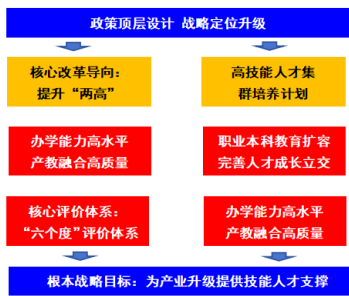 政策顶层设计 战略定位升级
核心改革导向：
提升“两高”
高技能人才集
群培养计划
办学能力高水平
产教融合高质量
职业本科教育扩容
完善人才成长立交
核心评价体系：
“六个度”评价体系
办学能力高水平
产教融合高质量
根本战略目标：为产业升级提供技能人才支撑